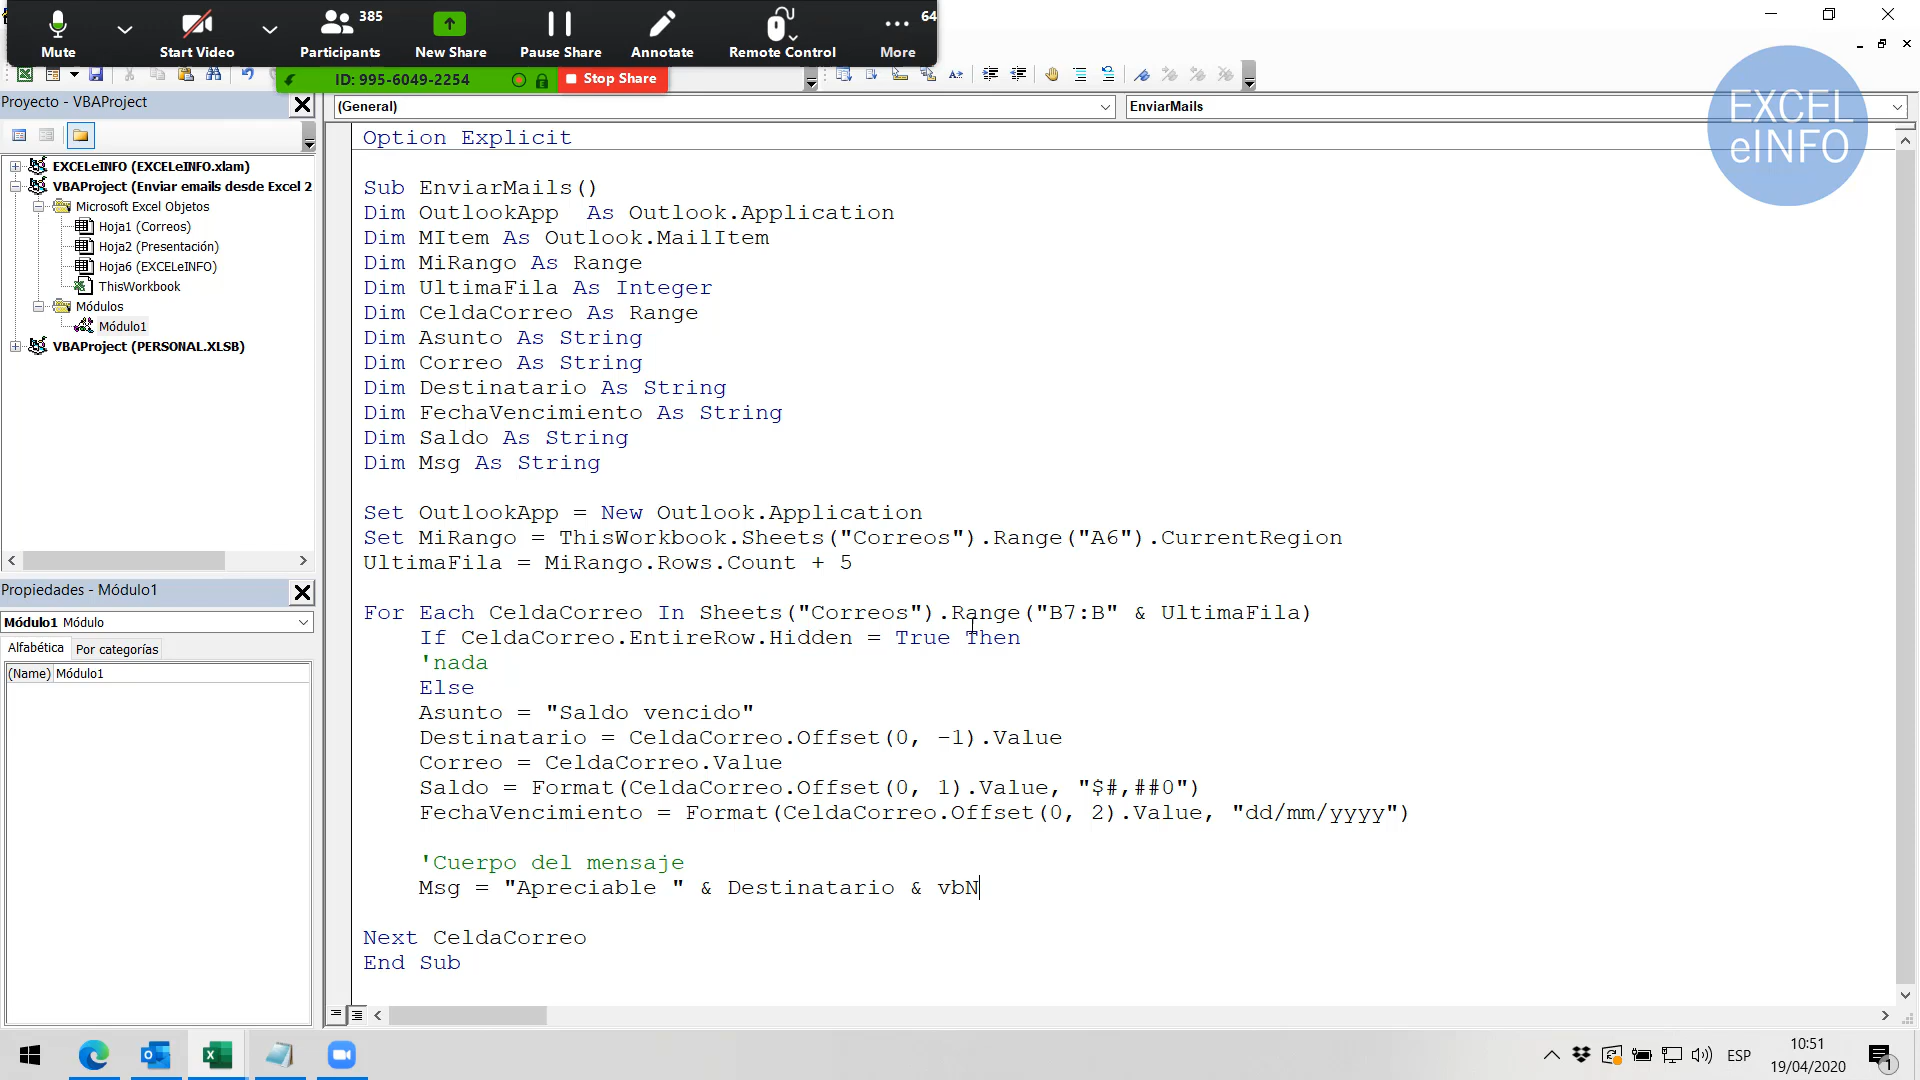 Mute
Start Video
Participants
385
New Share
Pause Share
Annotate
Remote Control
More
64
ID: 995-6049-2254
Stop Share
EXCEL
eINFO
Proyecto - VBAProject
EXCELeINFO (EXCELeINFO.xlam)
VBAProject (Enviar emails desde Excel 2
Microsoft Excel Objetos
Hoja1 (Correos)
Hoja2 (Presentación)
Hoja6 (EXCELeINFO)
ThisWorkbook
Módulos
Módulo1
VBAProject (PERSONAL.XLSB)
Propiedades - Módulo1
Módulo1 Módulo
Alfabética
Por categorías
(Name) Módulo1
(General)
EnviarMails
Option Explicit
Sub EnviarMails()
Dim OutlookApp  As Outlook.Application
Dim MItem As Outlook.MailItem
Dim MiRango As Range
Dim UltimaFila As Integer
Dim CeldaCorreo As Range
Dim Asunto As String
Dim Correo As String
Dim Destinatario As String
Dim FechaVencimiento As String
Dim Saldo As String
Dim Msg As String
Set OutlookApp = New Outlook.Application
Set MiRango = ThisWorkbook.Sheets("Correos").Range("A6").CurrentRegion
UltimaFila = MiRango.Rows.Count + 5
For Each CeldaCorreo In Sheets("Correos").Range("B7:B" & UltimaFila)
If CeldaCorreo.EntireRow.Hidden = True Then
'nada
Else
Asunto = "Saldo vencido"
Destinatario = CeldaCorreo.Offset(0, -1).Value
Correo = CeldaCorreo.Value
Saldo = Format(CeldaCorreo.Offset(0, 1).Value, "$#,##0")
FechaVencimiento = Format(CeldaCorreo.Offset(0, 2).Value, "dd/mm/yyyy")
'Cuerpo del mensaje
Msg = "Apreciable " & Destinatario & vbN
Next CeldaCorreo
End Sub
ESP
10:51
19/04/2020
1